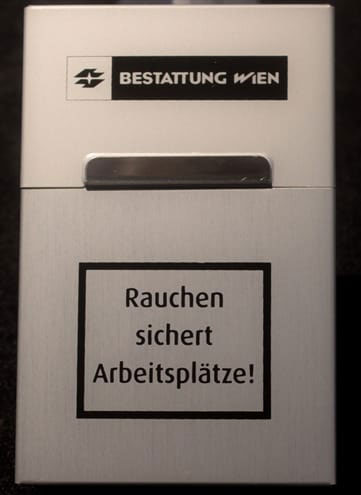 BESTATTUNG WIEN
Rauchen
sichert
Arbeitsplätze!